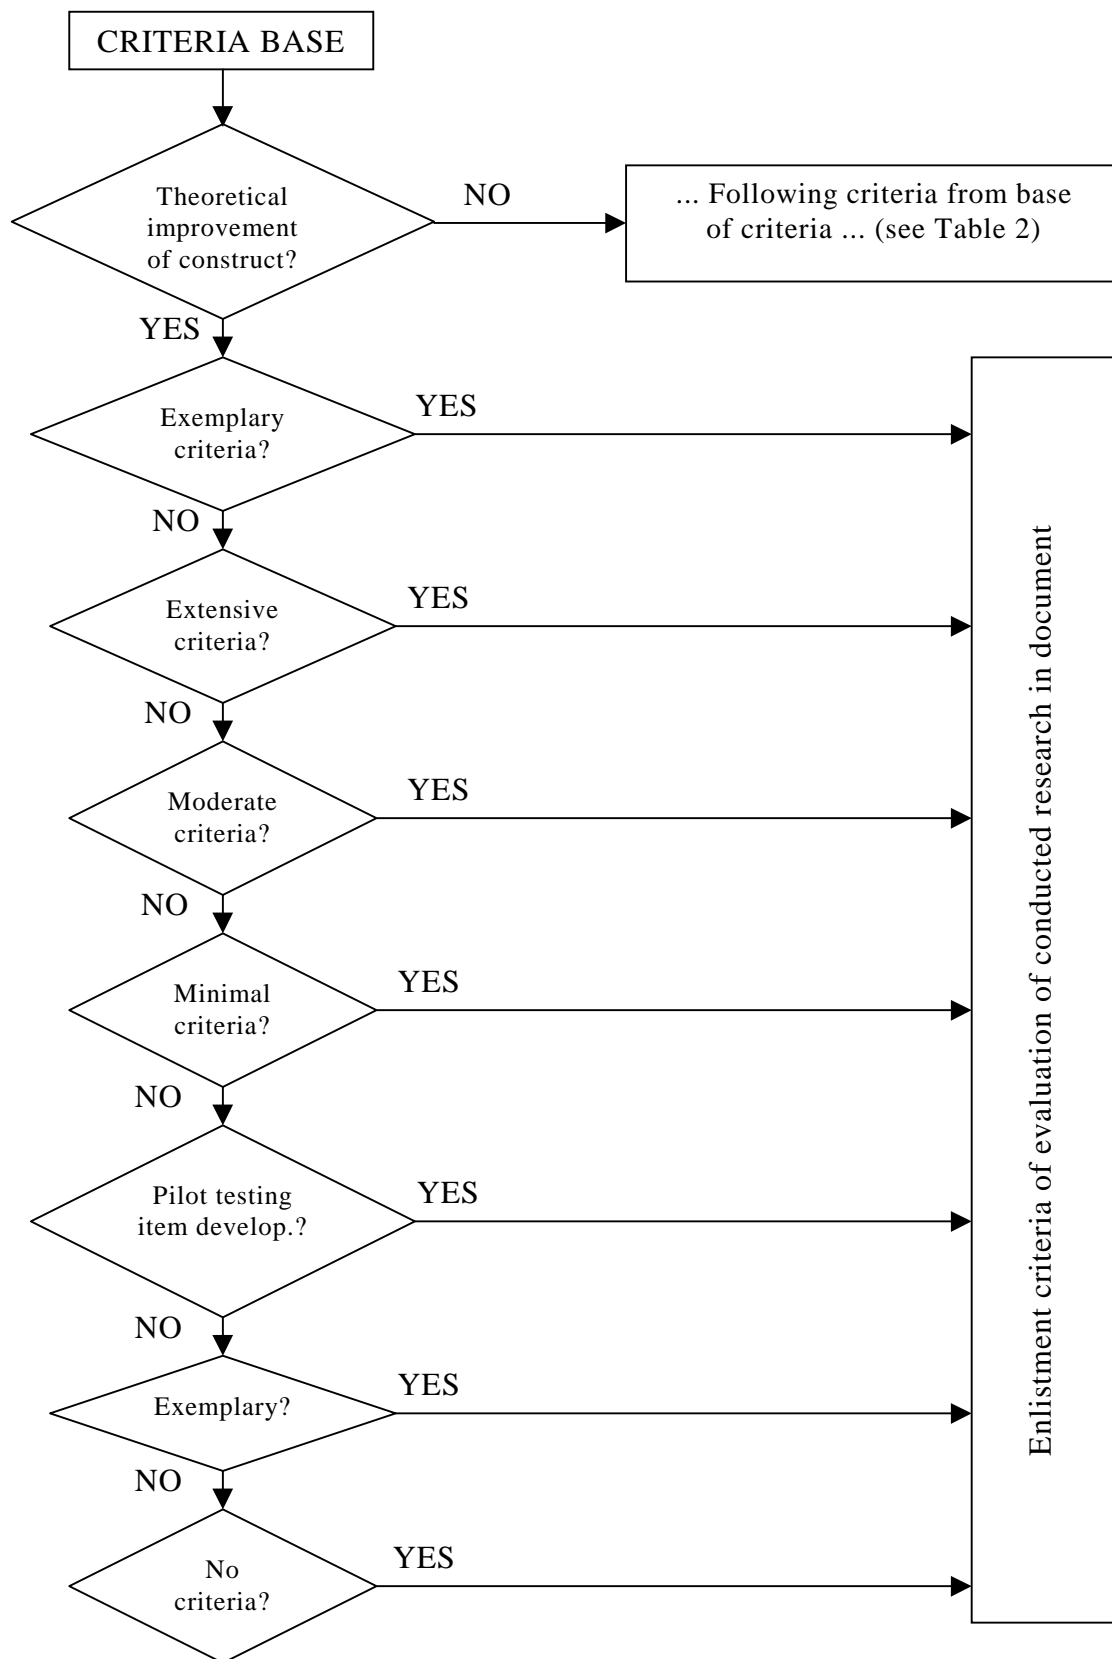 CRITERIA BASE
Theoretical
improvement
of construct?
NO
... Following criteria from base
of criteria ... (see Table 2)
YES
Exemplary
criteria?
YES
NO
Extensive
criteria?
YES
NO
Moderate
criteria?
YES
NO
Minimal
criteria?
YES
NO
Pilot testing
item develop.?
YES
NO
Exemplary?
YES
NO
No
criteria?
YES
Enlistment criteria of evaluation of conducted research in document